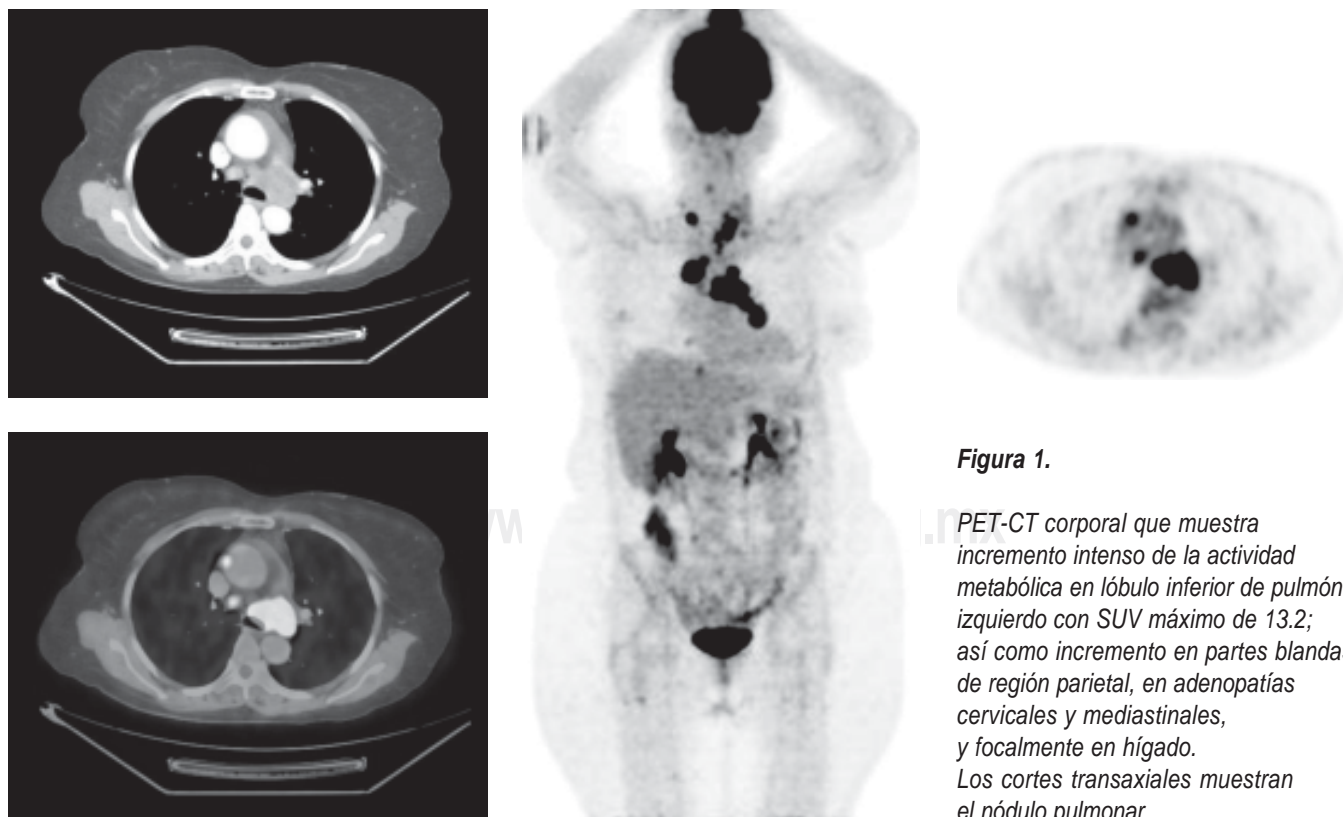 Figura 1.
PET-CT corporal que muestra
incremento intenso de la actividad
metabólica en lóbulo inferior de pulmón
izquierdo con SUV máximo de 13.2;
así como incremento en partes blanda
de región parietal, en adenopatías
cervicales y mediastinales,
y focalmente en hígado.
Los cortes transaxiales muestran
el nódulo pulmonar
.mx